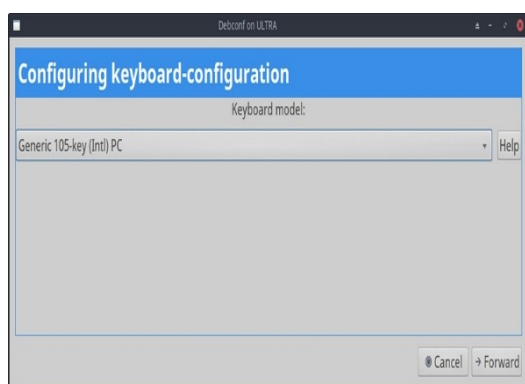 Debconf on ULTRA
Configuring keyboard-configuration
Keyboard model:
Generic 105-key (Intl) PC
Help
Cancel
Forward